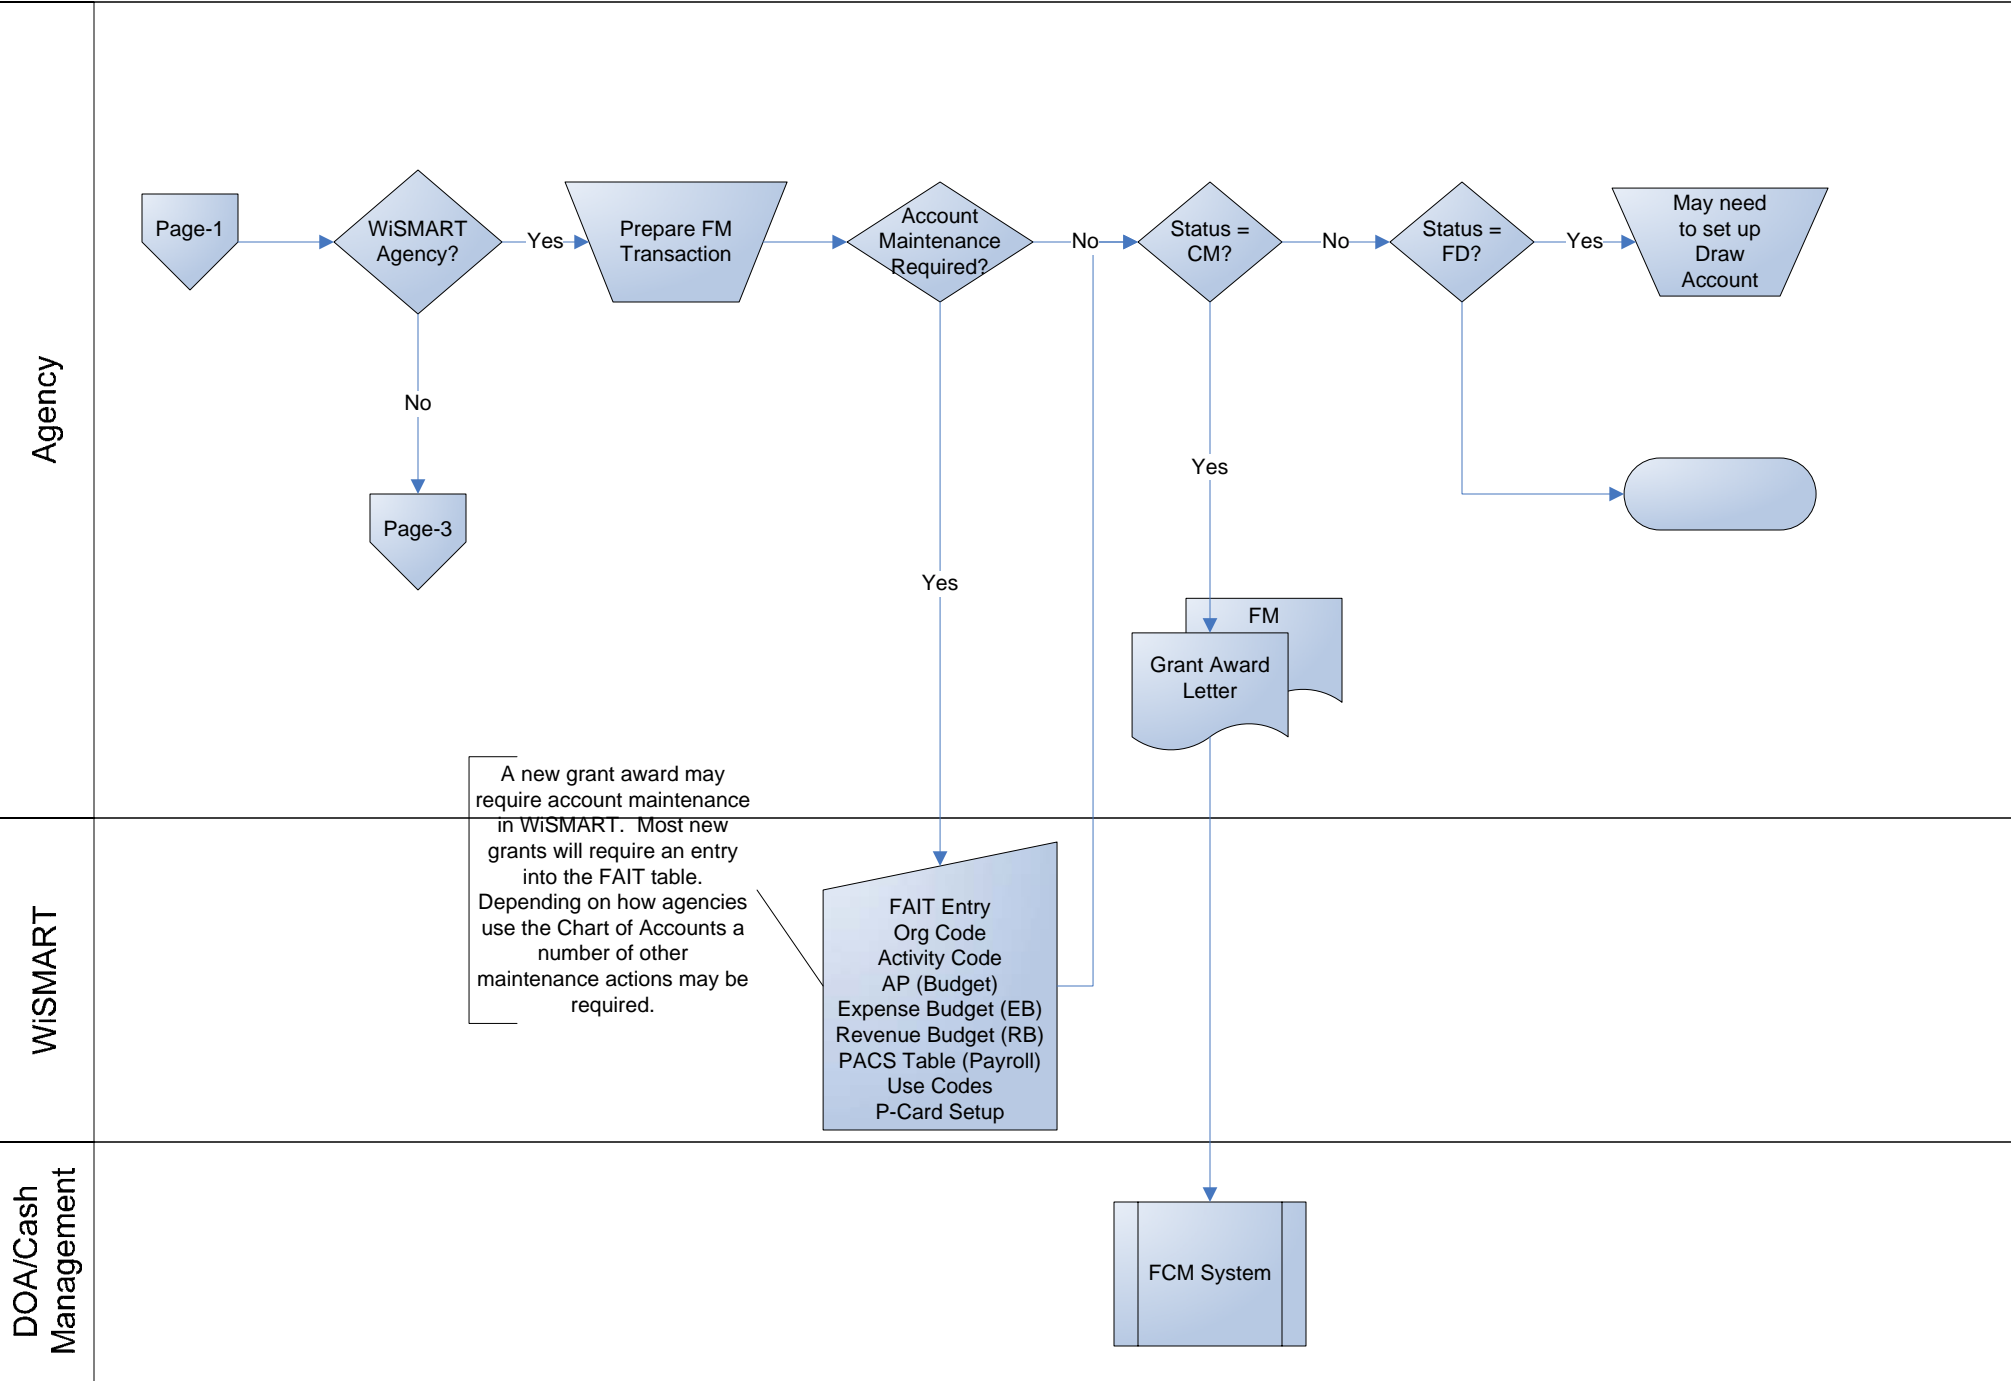 Agency
Page-1
WiSMART
Agency?
Yes
Prepare FM
Transaction
Account
Maintenance
Required?
No
Status =
CM?
No
Status =
FD?
Yes
May need
to set up
Draw
Account
No
Page-3
Yes
Yes
FM
Grant Award
Letter
WiSMART
A new grant award may
require account maintenance
in WiSMART.  Most new
grants will require an entry
into the FAIT table.
Depending on how agencies
use the Chart of Accounts a
number of other
maintenance actions may be
required.
FAIT Entry
Org Code
Activity Code
AP (Budget)
Expense Budget (EB)
Revenue Budget (RB)
PACS Table (Payroll)
Use Codes
P-Card Setup
DOA/Cash
Management
FCM System